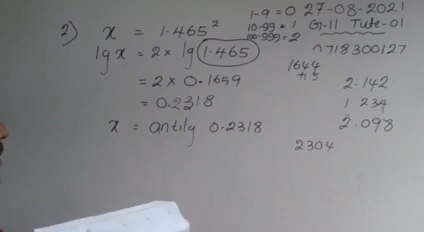 2) x = 1.465²
lg x = 2 × lg 1.465
= 2 × 0.1659
= 0.2318
x = antilg 0.2318
1-9 = 0
10-99 = 1
100-999 = 2
27-08-2021
Gr-11 Tute-01
0718300127
1644
+15
2.142
1.234
2.098
2304